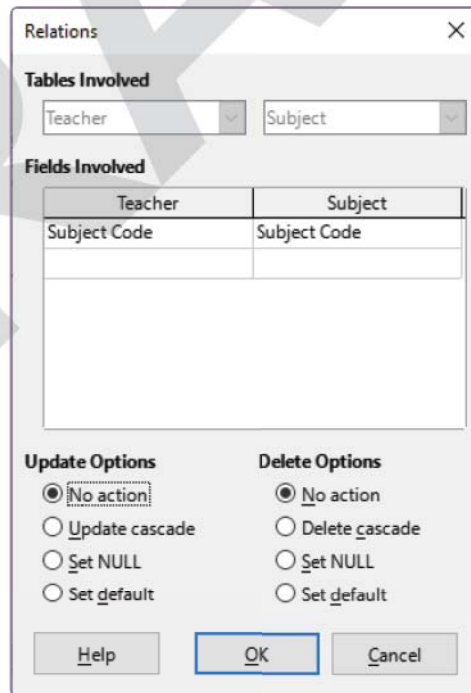 Relations
Tables Involved
Teacher Subject
Fields Involved
Teacher Subject
Subject Code Subject Code
Update Options Delete Options
No action No action
Update cascade Delete cascade
Set NULL Set NULL
Set default Set default
Help OK Cancel